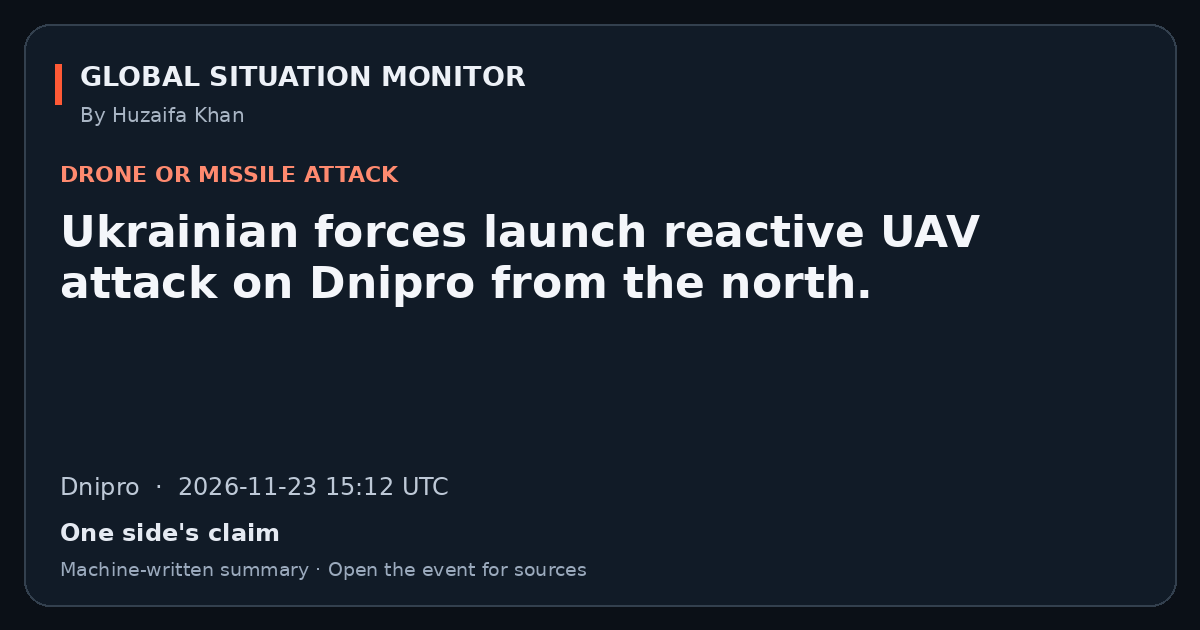 GLOBAL SITUATION MONITOR
By Huzaifa Khan
DRONE OR MISSILE ATTACK
Ukrainian forces launch reactive UAV
attack on Dnipro from the north.
Dnipro · 2026-11-23 15:12 UTC
One side's claim
Machine-written summary · Open the event for sources